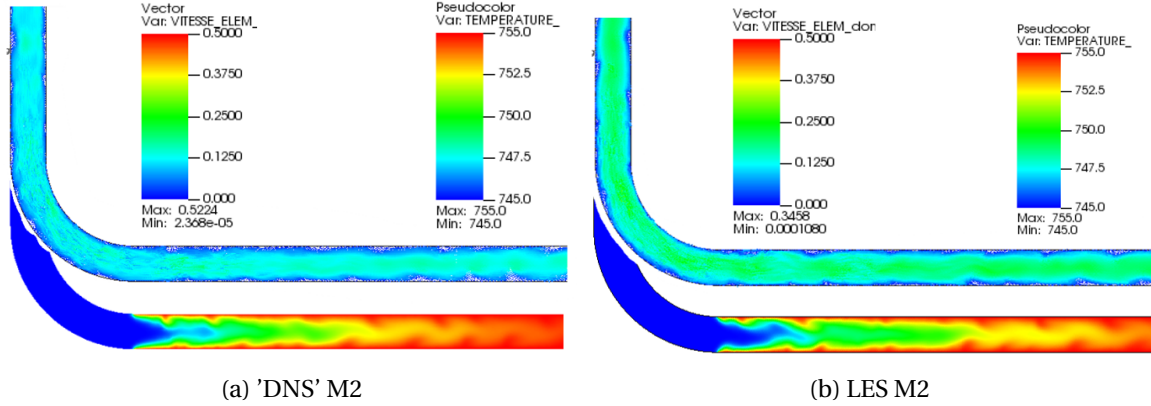 Vector
Var: VITESSE_ELEM_
0.5000
0.3750
0.2500
0.1250
0.000
Max: 0.5224
Min: 2.368e-05
Pseudocolor
Var: TEMPERATURE_
755.0
752.5
750.0
747.5
745.0
Max: 755.0
Min: 745.0
(a) 'DNS' M2
Vector
Var: VITESSE_ELEM_dom
0.5000
0.3750
0.2500
0.1250
0.000
Max: 0.3458
Min: 0.0001080
Pseudocolor
Var: TEMPERATURE_
755.0
752.5
750.0
747.5
745.0
Max: 755.0
Min: 745.0
(b) LES M2